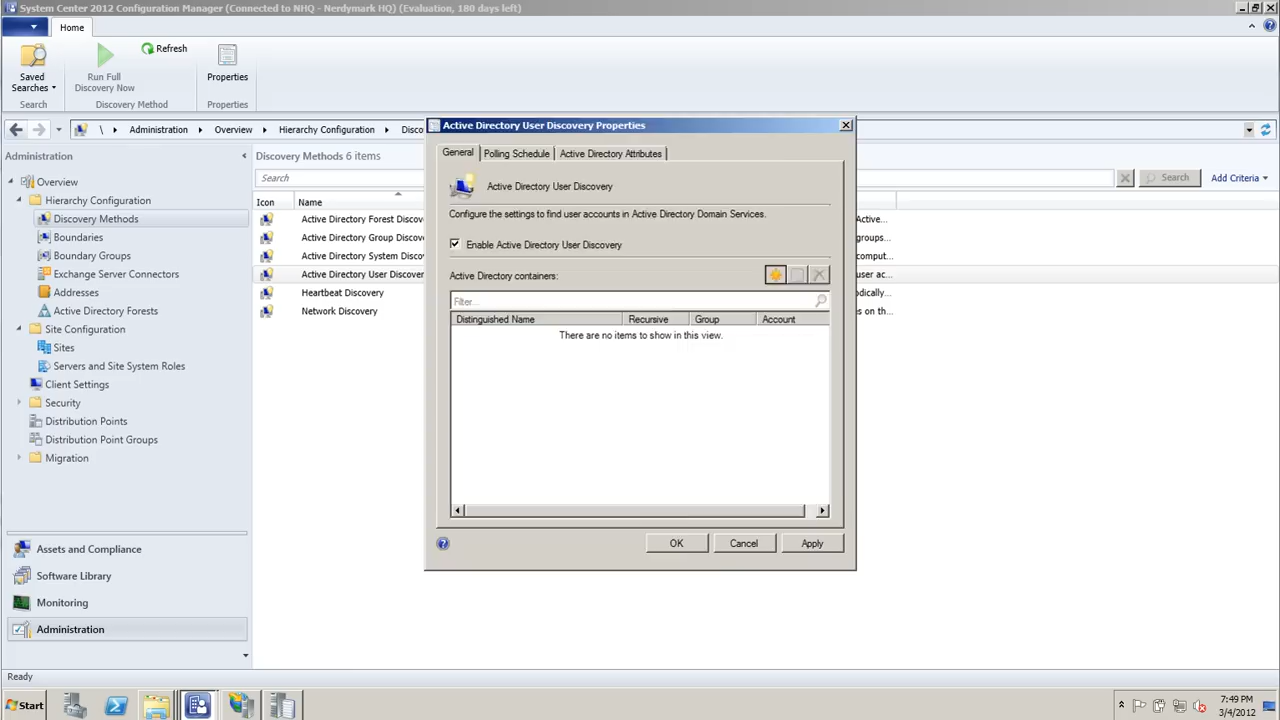 System Center 2012 Configuration Manager (Connected to NHQ - Nerdymark HQ) (Evaluation, 180 days left)
Home
Saved Searches
Run Full Discovery Now
Refresh
Properties
Search
Discovery Method
Properties
\ Administration Overview Hierarchy Configuration Disco
Administration
Overview
Hierarchy Configuration
Discovery Methods
Boundaries
Boundary Groups
Exchange Server Connectors
Addresses
Active Directory Forests
Site Configuration
Sites
Servers and Site System Roles
Client Settings
Security
Distribution Points
Distribution Point Groups
Migration
Assets and Compliance
Software Library
Monitoring
Administration
Discovery Methods 6 items
Search
Search
Add Criteria
Icon Name
Active Directory Forest Discov
Active...
Active Directory Group Discov
groups...
Active Directory System Disco
comput...
Active Directory User Discover
user ac...
Heartbeat Discovery
odically...
Network Discovery
es on th...
Active Directory User Discovery Properties
General
Polling Schedule
Active Directory Attributes
Active Directory User Discovery
Configure the settings to find user accounts in Active Directory Domain Services.
Enable Active Directory User Discovery
Active Directory containers:
Filter...
Distinguished Name Recursive Group Account
There are no items to show in this view.
OK
Cancel
Apply
Ready
Start
7:49 PM
3/4/2012